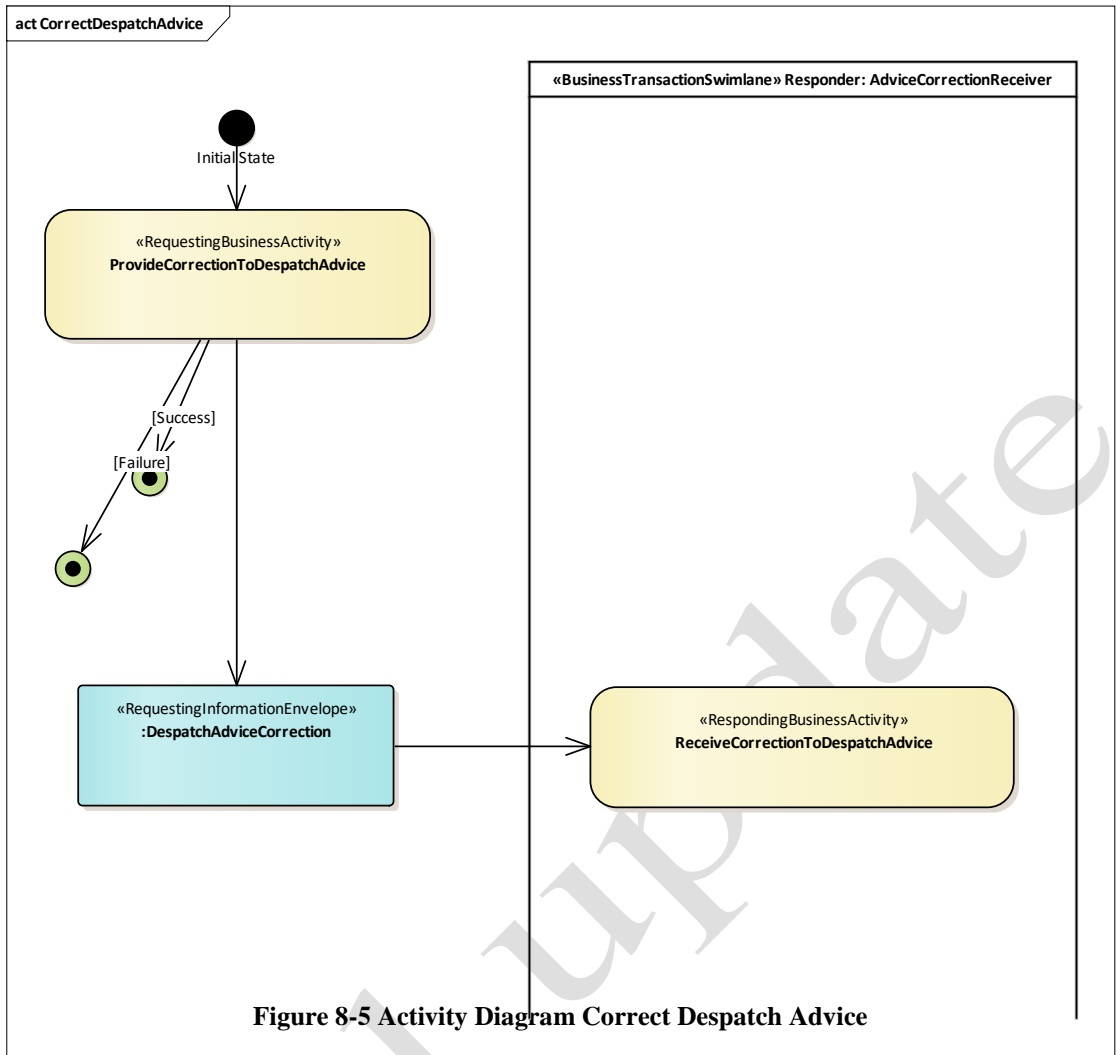 act CorrectDespatchAdvice
«BusinessTransactionSwimlane» Responder: AdviceCorrectionReceiver
Initial State
«RequestingBusinessActivity»
ProvideCorrectionToDespatchAdvice
[Success]
[Failure]
«RequestingInformationEnvelope»
:DespatchAdviceCorrection
«RespondingBusinessActivity»
ReceiveCorrectionToDespatchAdvice
update
Figure 8-5 Activity Diagram Correct Despatch Advice